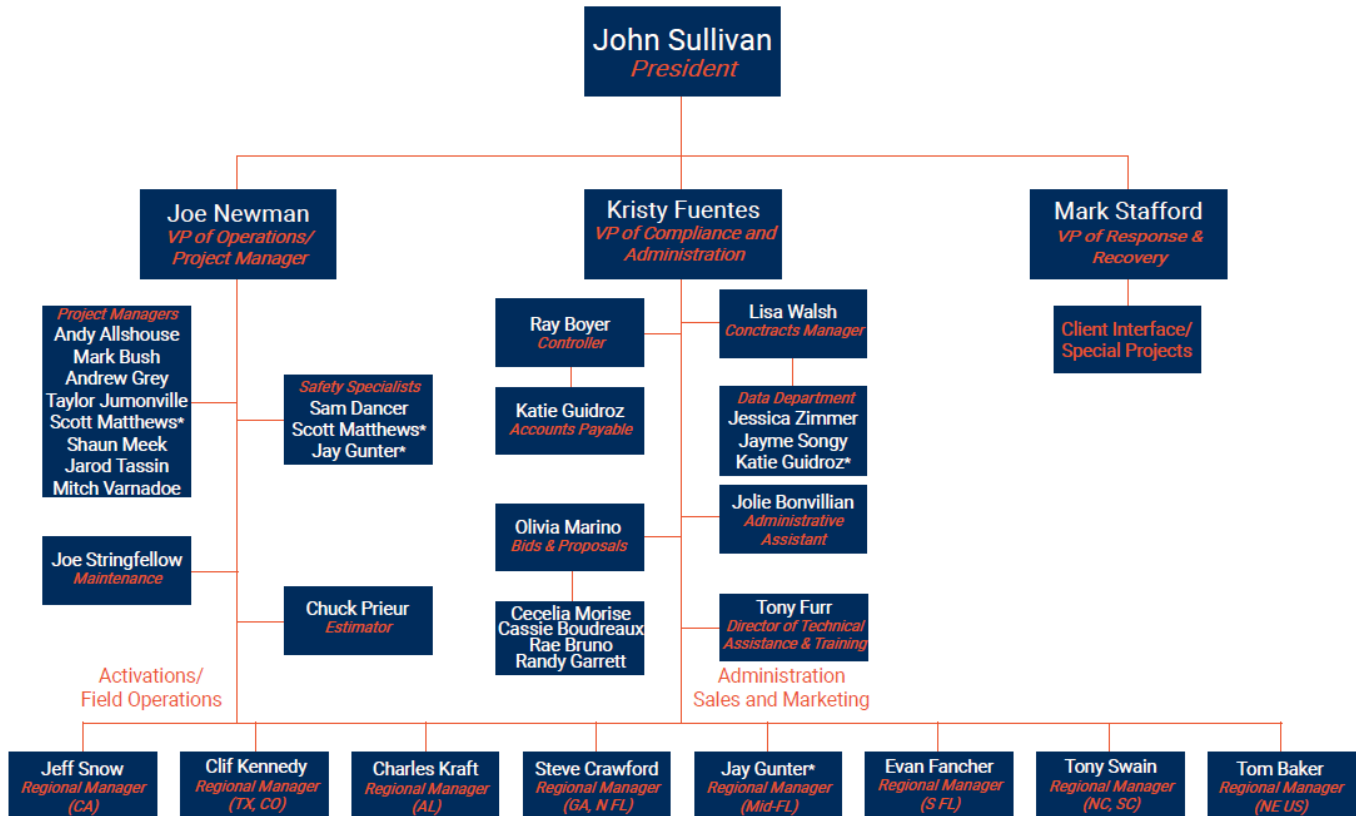 John Sullivan
President
Joe Newman
VP of Operations/
Project Manager
Kristy Fuentes
VP of Compliance and
Administration
Mark Stafford
VP of Response &
Recovery
Project Managers
Andy Allshouse
Mark Bush
Andrew Grey
Taylor Jumonville
Scott Matthews*
Shaun Meek
Jarod Tassin
Mitch Varnadoe
Safety Specialists
Sam Dancer
Scott Matthews*
Jay Gunter*
Joe Stringfellow
Maintenance
Chuck Prieur
Estimator
Ray Boyer
Controller
Katie Guidroz
Accounts Payable
Lisa Walsh
Conctracts Manager
Data Department
Jessica Zimmer
Jayme Songy
Katie Guidroz*
Olivia Marino
Bids & Proposals
Cecelia Morise
Cassie Boudreaux
Rae Bruno
Randy Garrett
Jolie Bonvillian
Administrative
Assistant
Tony Furr
Director of Technical
Assistance & Training
Client Interface/
Special Projects
Activations/
Field Operations
Administration
Sales and Marketing
Jeff Snow
Regional Manager
(CA)
Clif Kennedy
Regional Manager
(TX, CO)
Charles Kraft
Regional Manager
(AL)
Steve Crawford
Regional Manager
(GA, N FL)
Jay Gunter*
Regional Manager
(Mid-FL)
Evan Fancher
Regional Manager
(S FL)
Tony Swain
Regional Manager
(NC, SC)
Tom Baker
Regional Manager
(NE US)